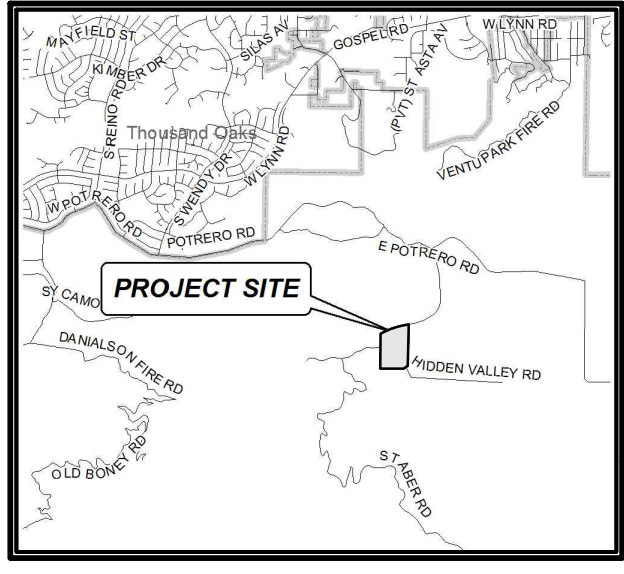 MAYFIELD ST
KIMBER DR
S REINO RD
SILAS AV
GOSPEL RD
(PVT) ST ASTA AV
W LYNN RD
VENTU PARK FIRE RD
Thousand Oaks
S WENDY DR
W LYNN RD
W POTRERO RD
POTRERO RD
E POTRERO RD
PROJECT SITE
SYCAMO
DANIALSON FIRE RD
HIDDEN VALLEY RD
OLD BONEY RD
STABER RD